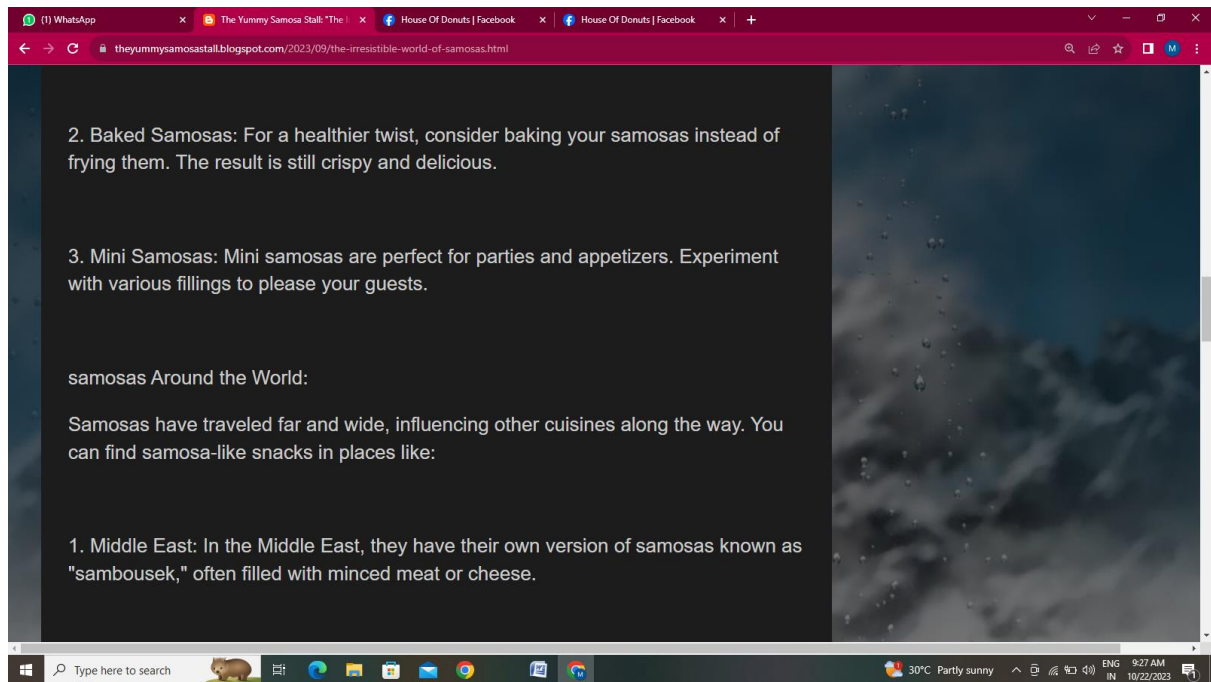 (1) WhatsApp
The Yummy Samosa Stall: "The I
House Of Donuts | Facebook
House Of Donuts | Facebook
theyummysamosastall.blogspot.com/2023/09/the-irresistible-world-of-samosas.html
M
2. Baked Samosas: For a healthier twist, consider baking your samosas instead of
frying them. The result is still crispy and delicious.
3. Mini Samosas: Mini samosas are perfect for parties and appetizers. Experiment
with various fillings to please your guests.
samosas Around the World:
Samosas have traveled far and wide, influencing other cuisines along the way. You
can find samosa-like snacks in places like:
1. Middle East: In the Middle East, they have their own version of samosas known as
"sambousek," often filled with minced meat or cheese.
Type here to search
30°C Partly sunny
ENG
IN
9:27 AM
10/22/2023